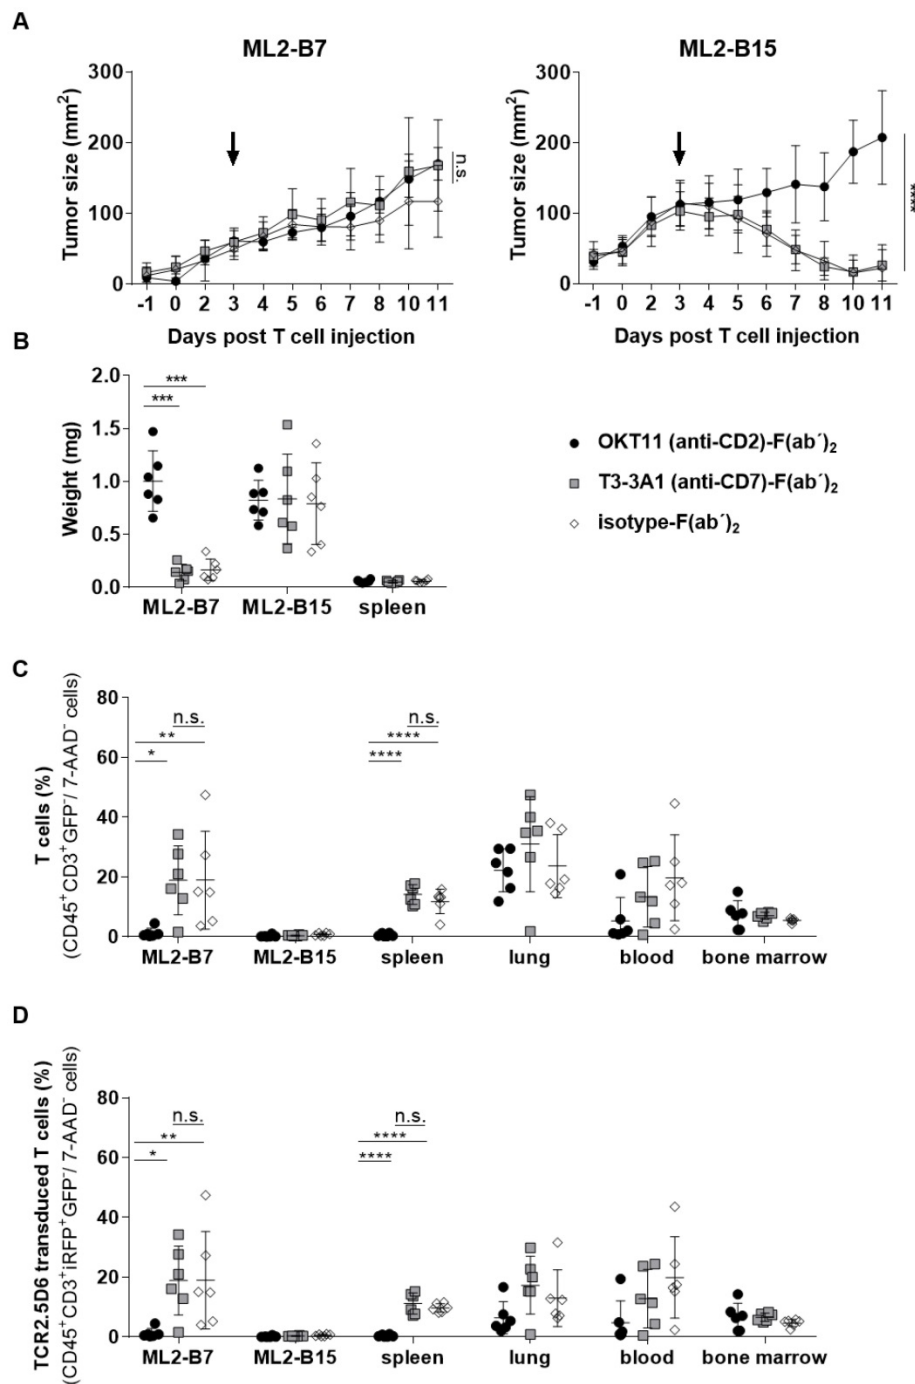 A
ML2-B7
ML2-B15
Tumor size (mm²)
300
200
100
0
n.s.
-1 0 2 3 4 5 6 7 8 10 11
Days post T cell injection
Tumor size (mm²)
300
200
100
0
****
-1 0 2 3 4 5 6 7 8 10 11
Days post T cell injection
B
Weight (mg)
2.0
1.5
1.0
0.5
0.0
***
***
ML2-B7 ML2-B15 spleen
OKT11 (anti-CD2)-F(ab´)₂
T3-3A1 (anti-CD7)-F(ab´)₂
isotype-F(ab´)₂
C
T cells (%)
(CD45⁺CD3⁺GFP⁻/ 7-AAD⁻ cells)
80
60
40
20
0
n.s.
**
*
n.s.
****
****
ML2-B7 ML2-B15 spleen lung blood bone marrow
D
TCR2.5D6 transduced T cells (%)
(CD45⁺CD3⁺iRFP⁺GFP⁻/ 7-AAD⁻ cells)
80
60
40
20
0
n.s.
**
*
n.s.
****
****
ML2-B7 ML2-B15 spleen lung blood bone marrow